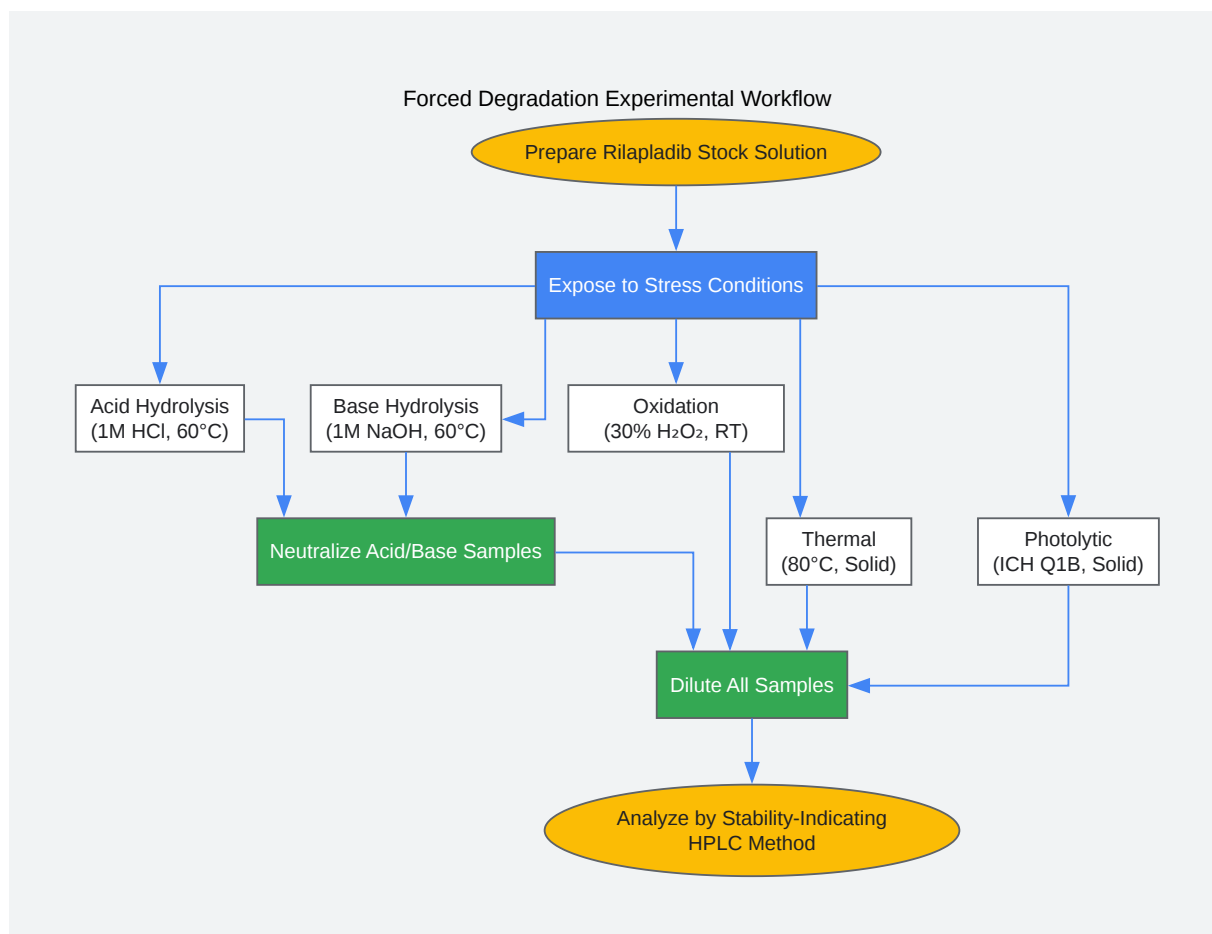 Forced Degradation Experimental Workflow
Prepare Rilapladib Stock Solution
Expose to Stress Conditions
Acid Hydrolysis
(1M HCl, 60°C)
Base Hydrolysis
(1M NaOH, 60°C)
Oxidation
(30% H₂O₂, RT)
Neutralize Acid/Base Samples
Thermal
(80°C, Solid)
Photolytic
(ICH Q1B, Solid)
Dilute All Samples
Analyze by Stability-Indicating
HPLC Method